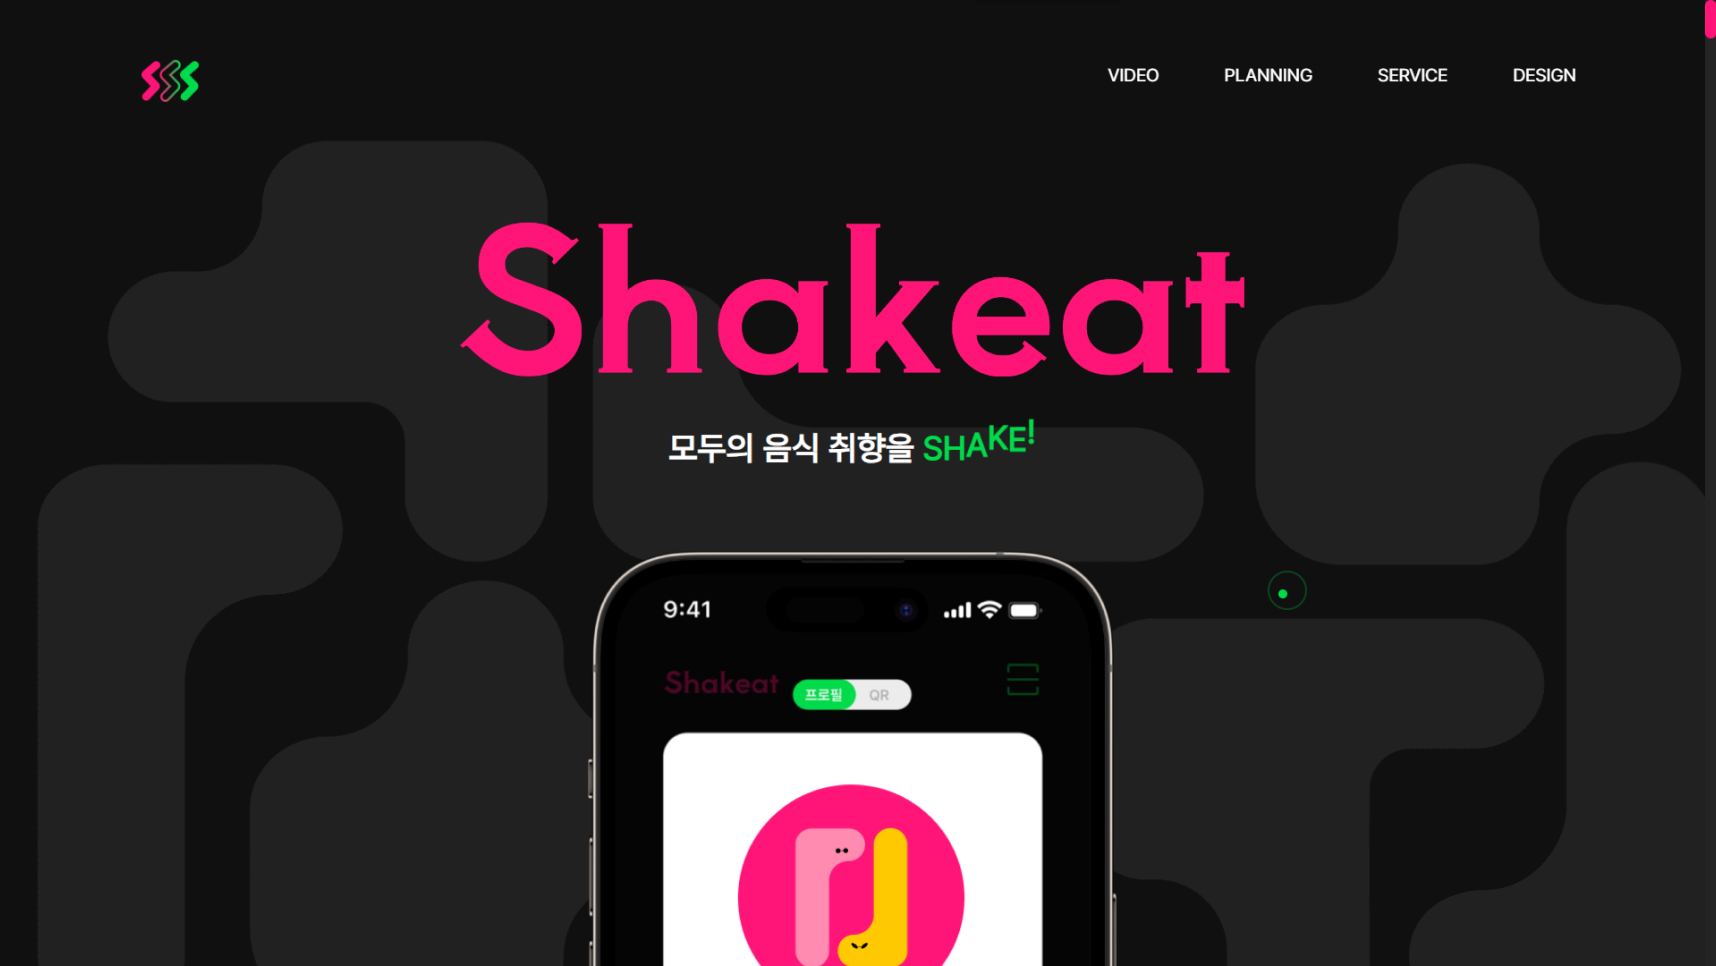 VIDEO PLANNING SERVICE DESIGN
Shakeat
모두의 음식 취향을 SHAKE!
9:41
Shakeat
프로필 QR